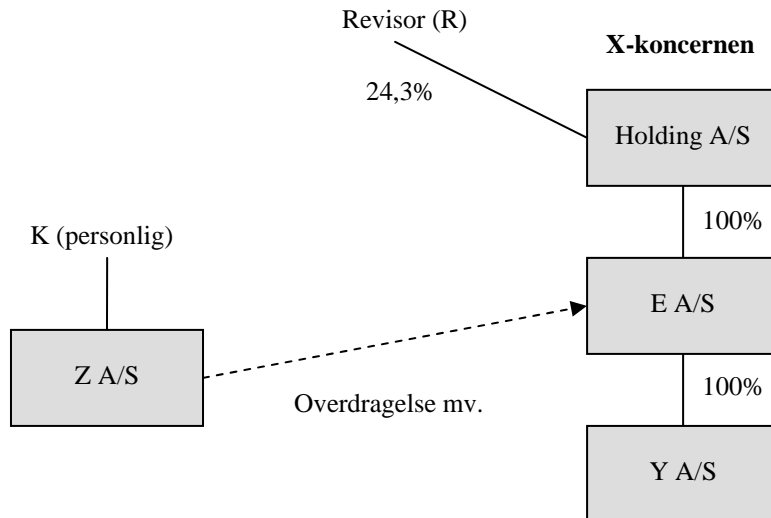 Revisor (R)
X-koncernen
24,3%
Holding A/S
100%
K (personlig)
E A/S
Z A/S
Overdragelse mv.
100%
Y A/S